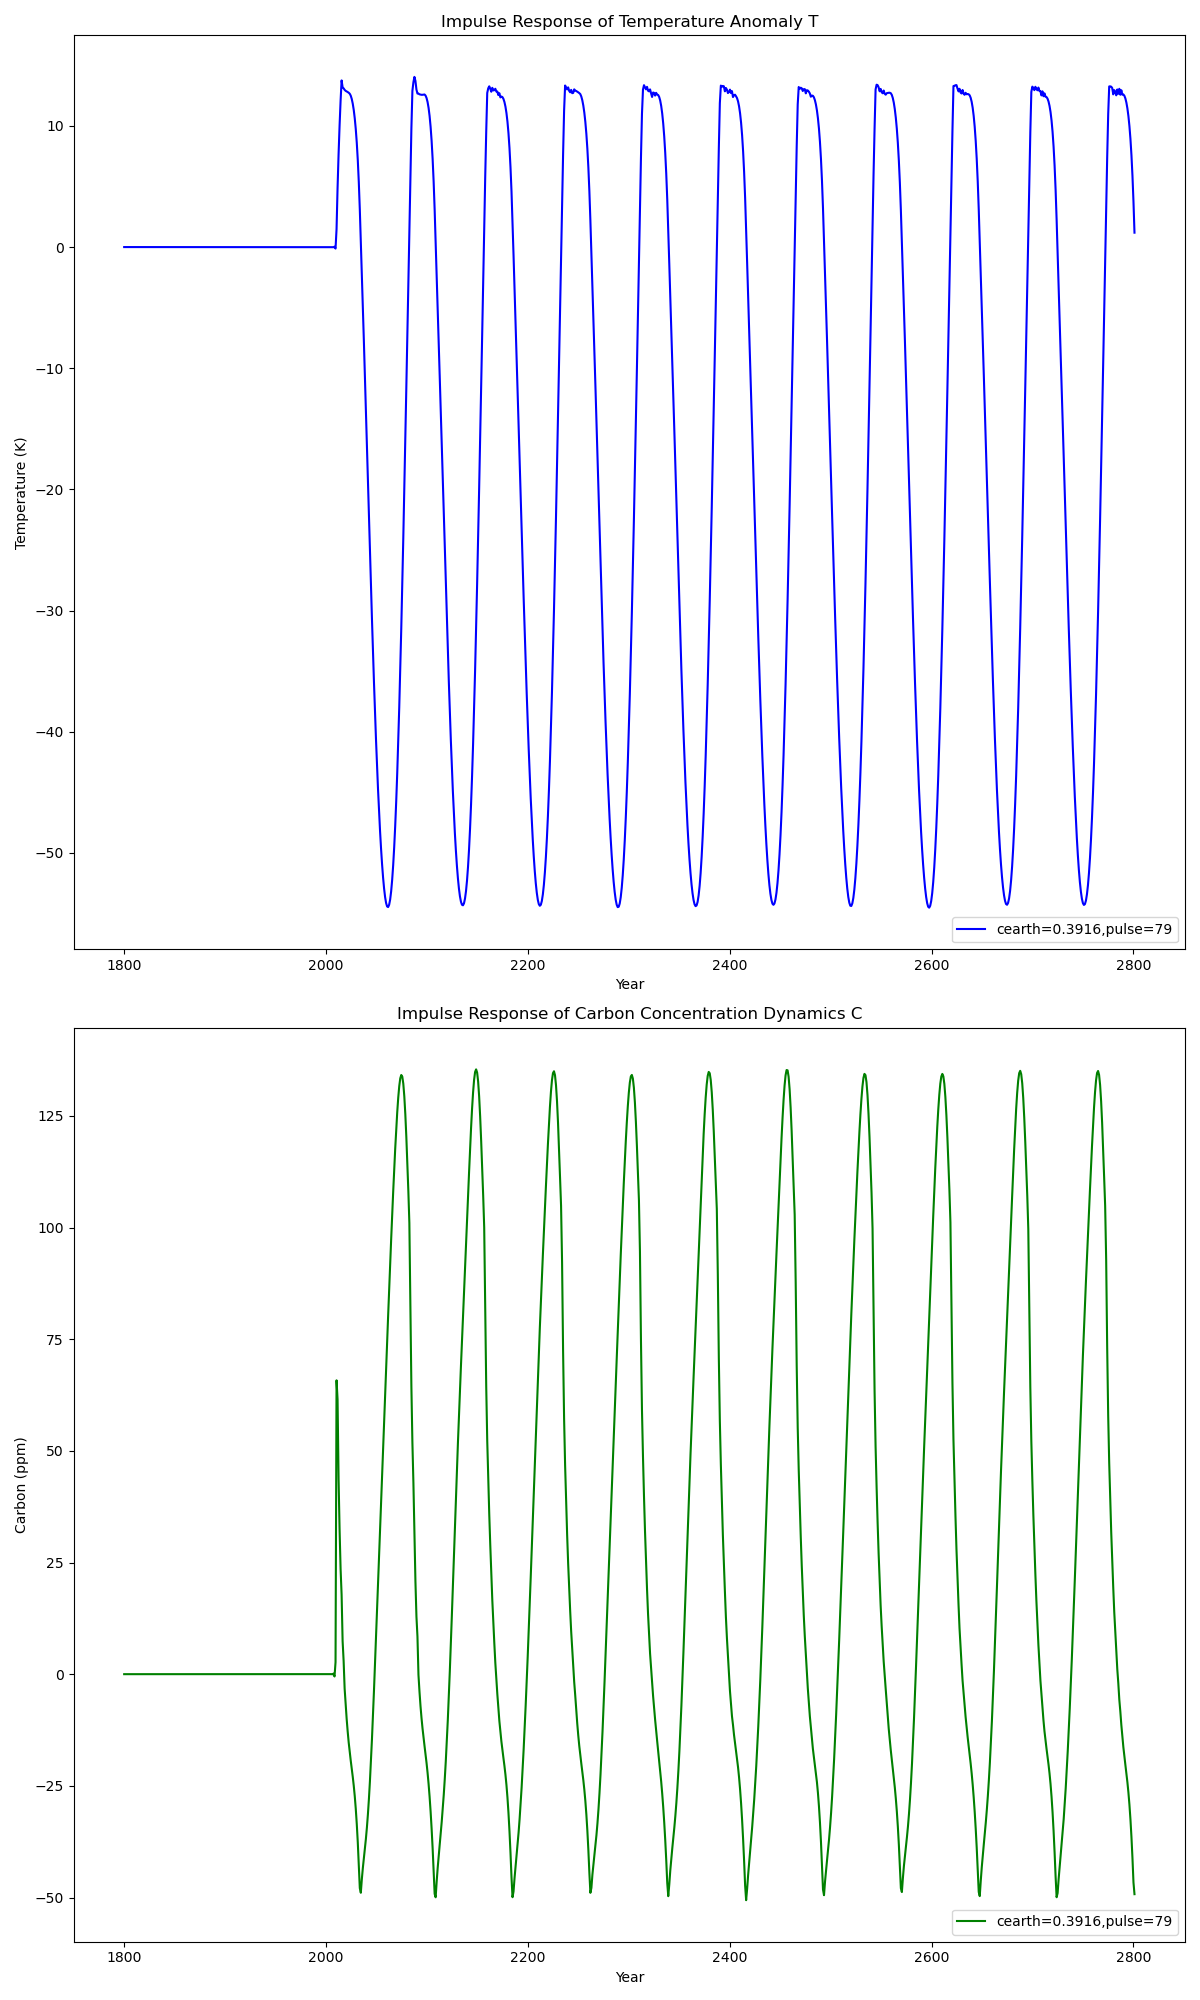 Impulse Response of Temperature Anomaly T
10
0
−10
−20
−30
−40
−50
Temperature (K)
cearth=0.3916,pulse=79
1800 2000 2200 2400 2600 2800
Year
Impulse Response of Carbon Concentration Dynamics C
125
100
75
50
25
0
−25
−50
Carbon (ppm)
cearth=0.3916,pulse=79
1800 2000 2200 2400 2600 2800
Year